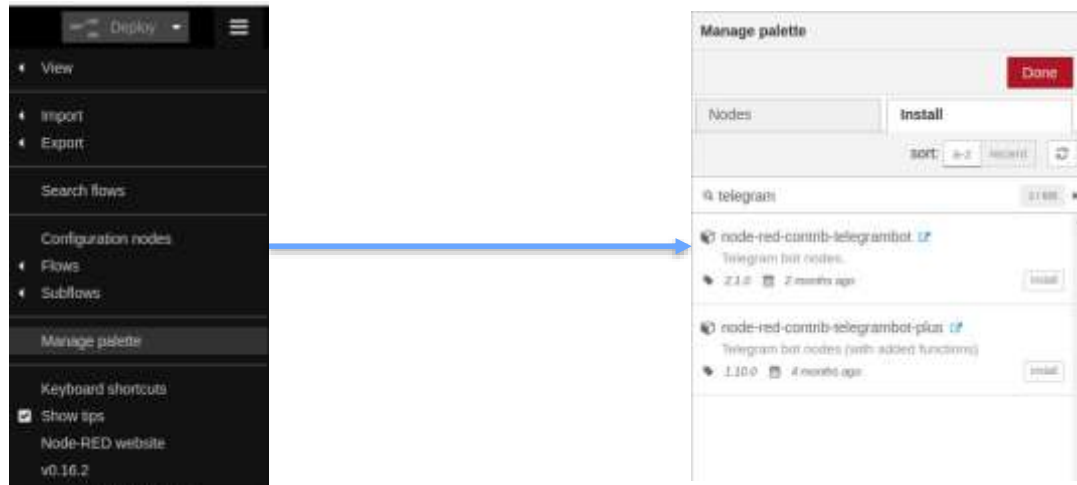 Deploy
View
Import
Export
Search flows
Configuration nodes
Flows
Subflows
Manage palette
Keyboard shortcuts
Show tips
Node-RED website
v0.16.2
Manage palette
Done
Nodes
Install
sort:
a-z
recent
telegram
node-red-contrib-telegrambot
Telegram bot nodes.
2.1.0
2 months ago
install
node-red-contrib-telegrambot-plus
Telegram bot nodes (with added functions)
1.10.0
4 months ago
install